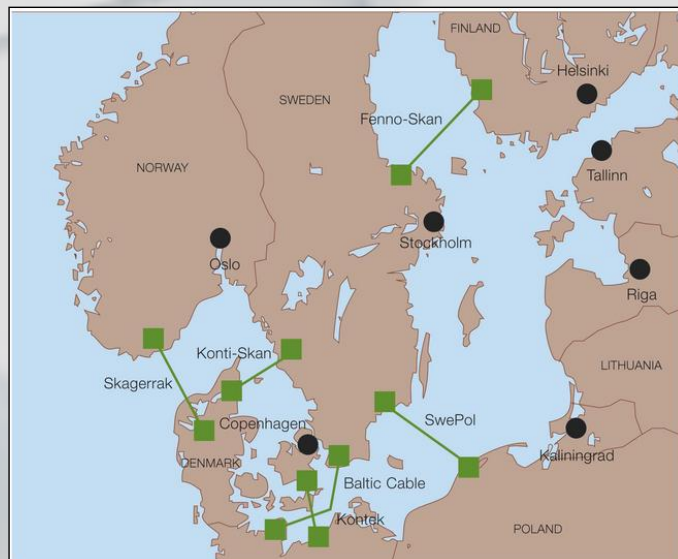 FINLAND
Helsinki
SWEDEN
Fenno-Skan
NORWAY
Tallinn
Stockholm
Oslo
Riga
Konti-Skan
LITHUANIA
Skagerrak
Copenhagen
SwePol
Kaliningrad
DENMARK
Baltic Cable
Kontek
POLAND